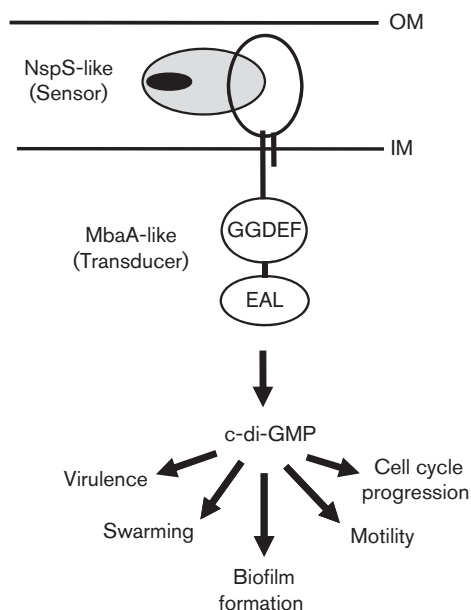 OM
NspS-like
(Sensor)
IM
MbaA-like
(Transducer)
GGDEF
EAL
c-di-GMP
Virulence
Cell cycle
progression
Swarming
Motility
Biofilm
formation